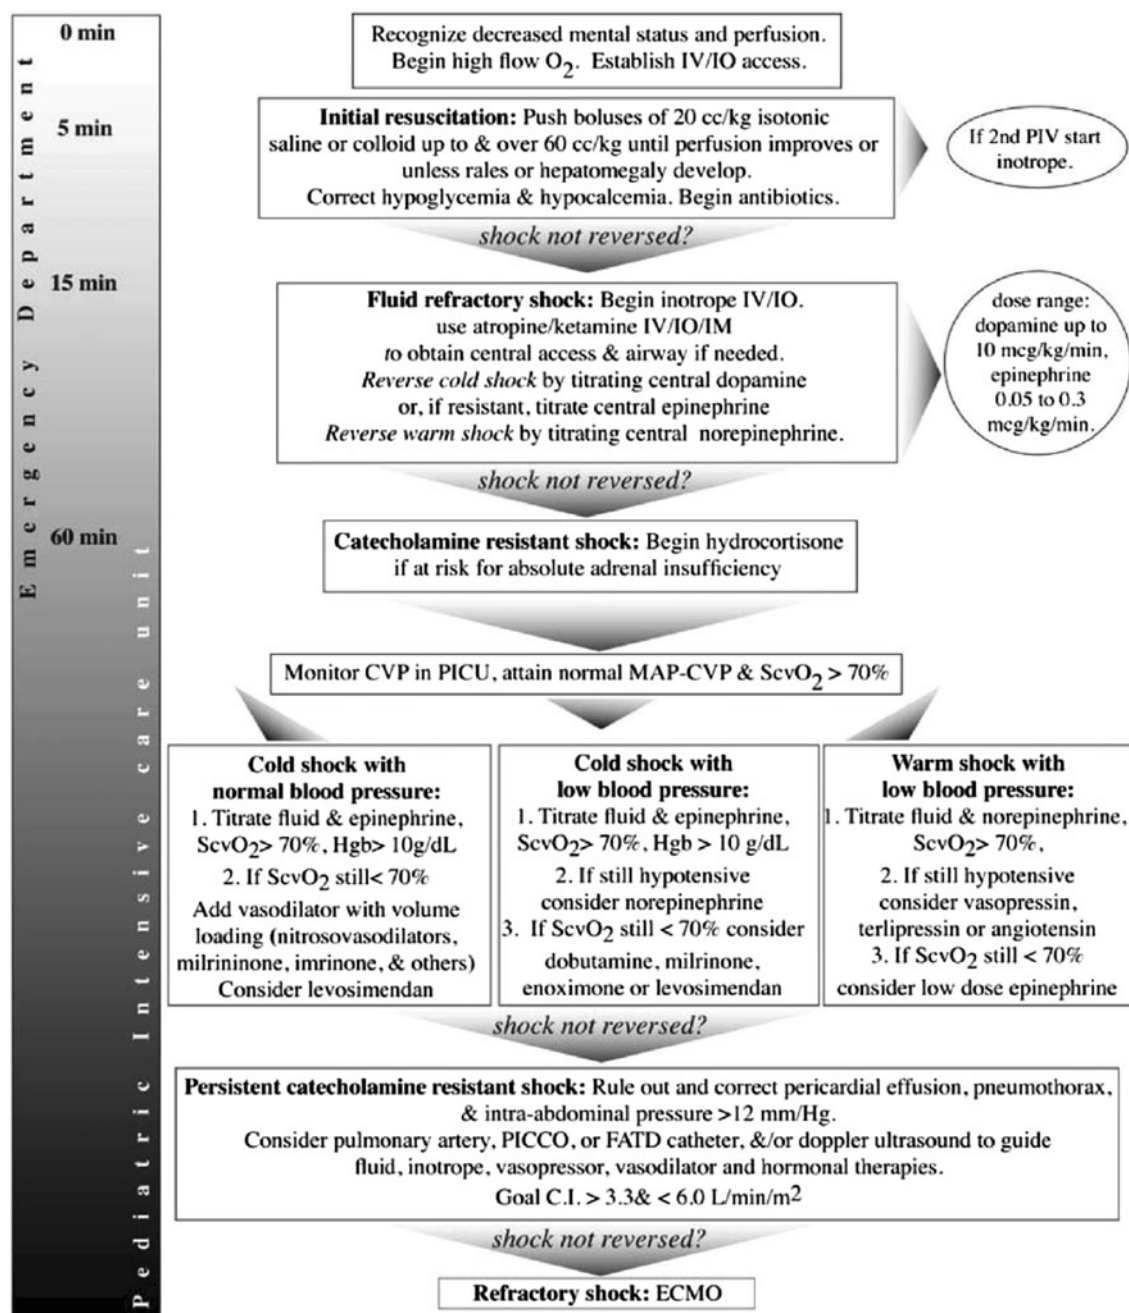 0 min
5 min
15 min
60 min
Emergency Department
Pediatric Intensive care unit
Recognize decreased mental status and perfusion.
Begin high flow O2. Establish IV/IO access.
Initial resuscitation: Push boluses of 20 cc/kg isotonic
saline or colloid up to & over 60 cc/kg until perfusion improves or
unless rales or hepatomegaly develop.
Correct hypoglycemia & hypocalcemia. Begin antibiotics.
If 2nd PIV start
inotrope.
shock not reversed?
Fluid refractory shock: Begin inotrope IV/IO.
use atropine/ketamine IV/IO/IM
to obtain central access & airway if needed.
Reverse cold shock by titrating central dopamine
or, if resistant, titrate central epinephrine
Reverse warm shock by titrating central norepinephrine.
dose range:
dopamine up to
10 mcg/kg/min,
epinephrine
0.05 to 0.3
mcg/kg/min.
shock not reversed?
Catecholamine resistant shock: Begin hydrocortisone
if at risk for absolute adrenal insufficiency
Monitor CVP in PICU, attain normal MAP-CVP & ScvO2 > 70%
Cold shock with
normal blood pressure:
1. Titrate fluid & epinephrine,
ScvO2> 70%, Hgb> 10g/dL
2. If ScvO2 still< 70%
Add vasodilator with volume
loading (nitrosovasodilators,
milrininone, imrinone, & others)
Consider levosimendan
Cold shock with
low blood pressure:
1. Titrate fluid & epinephrine,
ScvO2> 70%, Hgb > 10 g/dL
2. If still hypotensive
consider norepinephrine
3. If ScvO2 still < 70% consider
dobutamine, milrinone,
enoximone or levosimendan
Warm shock with
low blood pressure:
1. Titrate fluid & norepinephrine,
ScvO2> 70%,
2. If still hypotensive
consider vasopressin,
terlipressin or angiotensin
3. If ScvO2 still < 70%
consider low dose epinephrine
shock not reversed?
Persistent catecholamine resistant shock: Rule out and correct pericardial effusion, pneumothorax,
& intra-abdominal pressure >12 mm/Hg.
Consider pulmonary artery, PICCO, or FATD catheter, &/or doppler ultrasound to guide
fluid, inotrope, vasopressor, vasodilator and hormonal therapies.
Goal C.I. > 3.3& < 6.0 L/min/m2
shock not reversed?
Refractory shock: ECMO